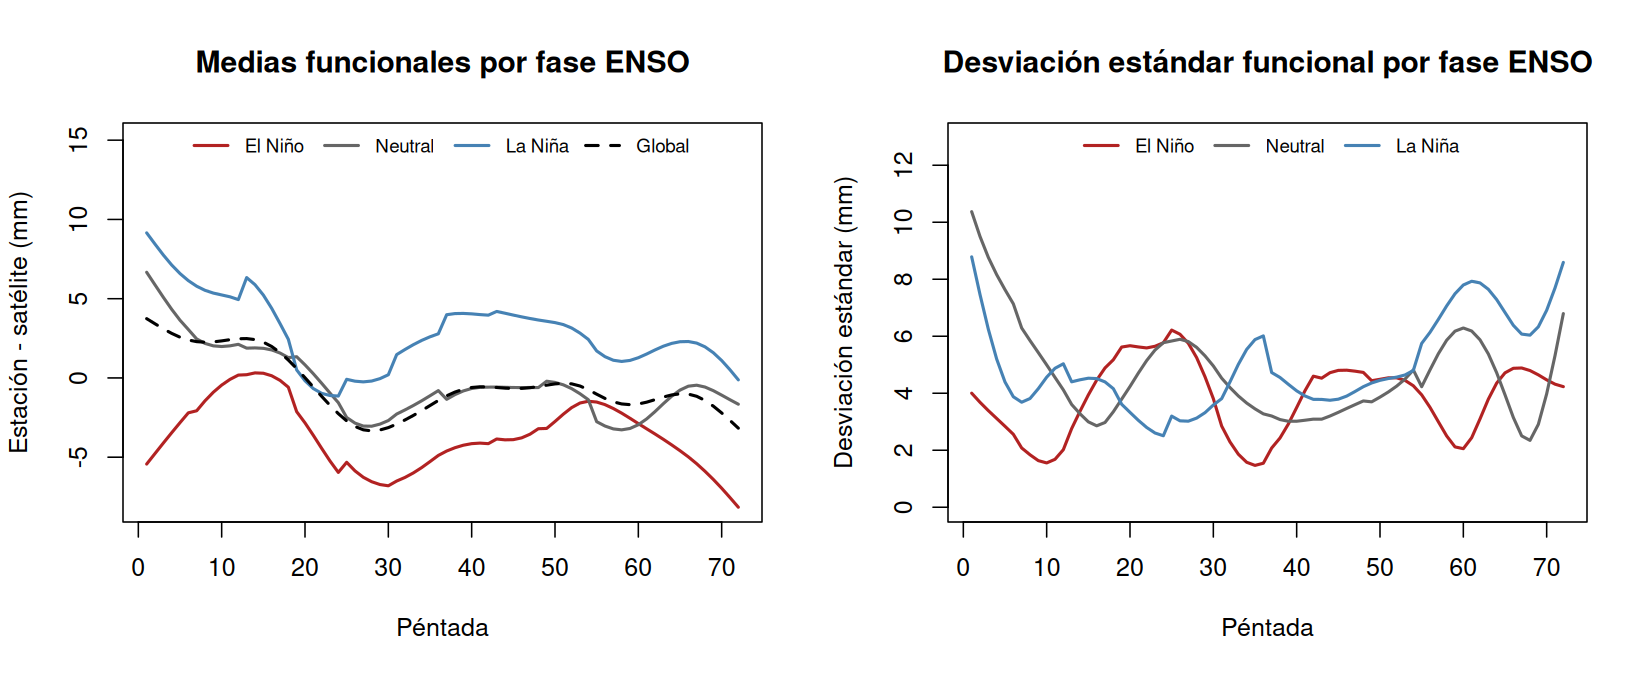 Medias funcionales por fase ENSO
El Niño Neutral La Niña Global
15
10
5
0
-5
Estación - satélite (mm)
0 10 20 30 40 50 60 70
Péntada
Desviación estándar funcional por fase ENSO
El Niño Neutral La Niña
12
10
8
6
4
2
0
Desviación estándar (mm)
0 10 20 30 40 50 60 70
Péntada